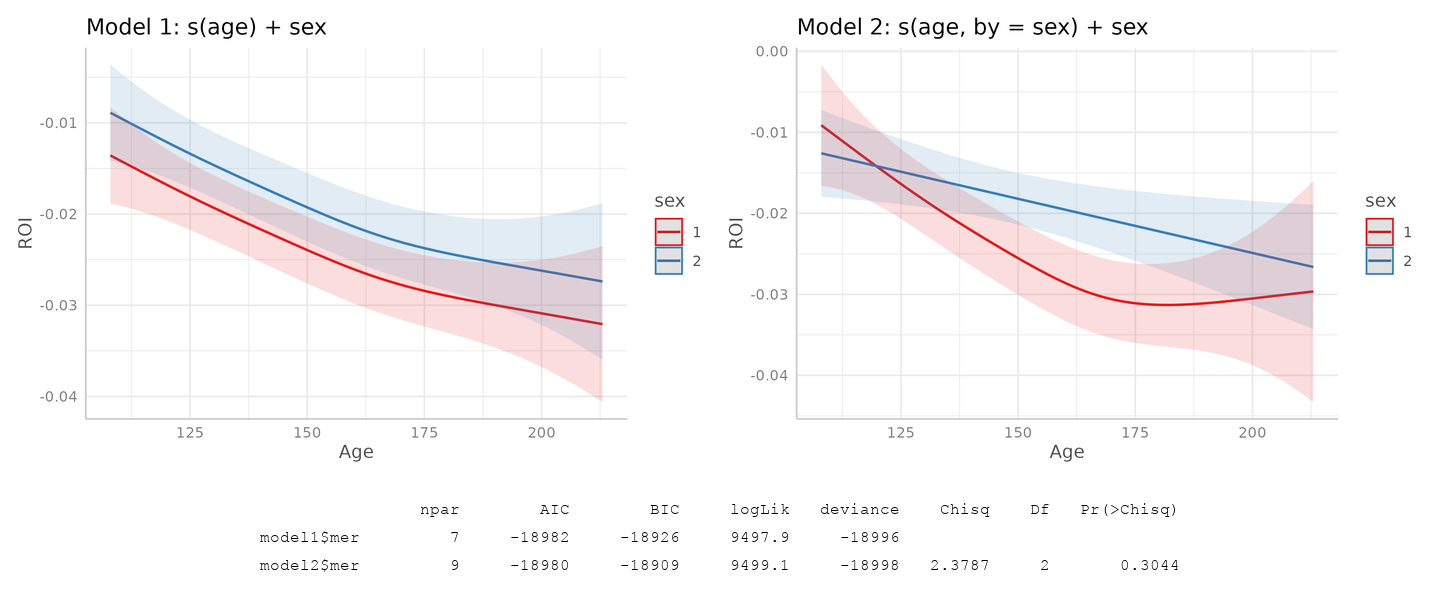 Model 1: s(age) + sex
-0.01
-0.02
-0.03
-0.04
125 150 175 200
Age
ROI
sex
1
2
Model 2: s(age, by = sex) + sex
0.00
-0.01
-0.02
-0.03
-0.04
125 150 175 200
Age
ROI
sex
1
2
npar AIC BIC logLik deviance Chisq Df Pr(>Chisq)
model1$mer 7 -18982 -18926 9497.9 -18996
model2$mer 9 -18980 -18909 9499.1 -18998 2.3787 2 0.3044